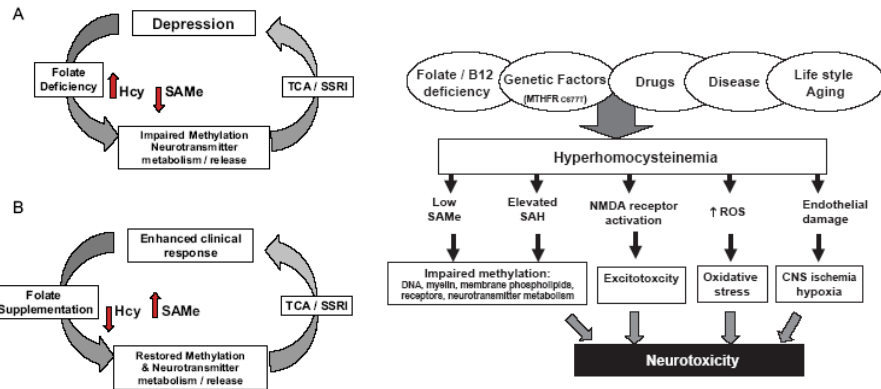 A
Depression
Folate
Deficiency
Hcy
SAMe
TCA / SSRI
Impaired Methylation
Neurotransmitter
metabolism / release
B
Enhanced clinical
response
Folate
Supplementation
Hcy
SAMe
TCA / SSRI
Restored Methylation
& Neurotransmitter
metabolism / release
Folate / B12
deficiency
Genetic Factors
(MTHFR C677T)
Drugs
Disease
Life style
Aging
Hyperhomocysteinemia
Low
SAMe
Elevated
SAH
NMDA receptor
activation
↑ ROS
Endothelial
damage
Impaired methylation:
DNA, myelin, membrane phospholipids,
receptors, neurotransmitter metabolism
Excitotoxcity
Oxidative
stress
CNS ischemia
hypoxia
Neurotoxicity